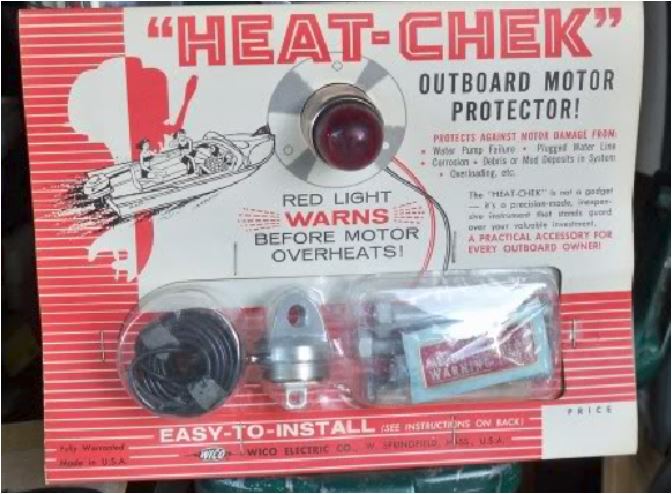 "HEAT-CHEK"
OUTBOARD MOTOR
PROTECTOR!
PROTECTS AGAINST MOTOR DAMAGE FROM:
• Water Pump Failure • Plugged Water Line
• Corrosion • Debris or Mud Deposits in System
• Overloading, etc.
RED LIGHT
WARNS
BEFORE MOTOR
OVERHEATS!
The "HEAT-CHEK" is not a gadget
— it's a precision-made, inexpen-
sive instrument that stands guard
over your valuable investment.
A PRACTICAL ACCESSORY FOR
EVERY OUTBOARD OWNER!
WARNING
PRICE
EASY-TO-INSTALL (SEE INSTRUCTIONS ON BACK)
Fully Warranted
Made in U.S.A.
WICO WICO ELECTRIC CO., W. SPRINGFIELD, MASS., U.S.A.